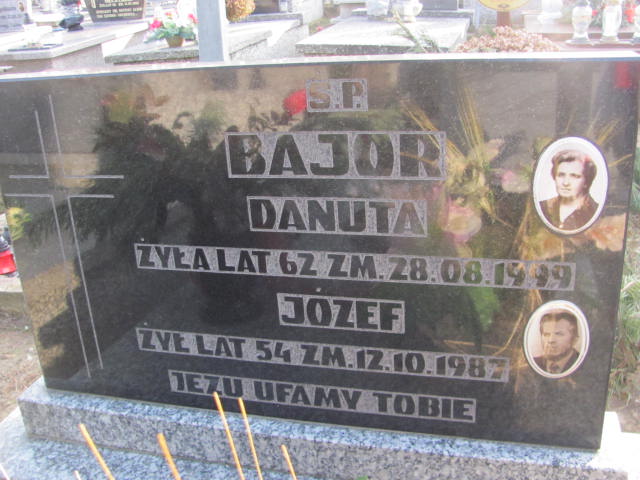 Ś.P.
BAJOR
DANUTA
ŻYŁA LAT 62 ZM. 28.08.1999
JÓZEF
ŻYŁ LAT 54 ZM. 12.10.1987
JEZU UFAMY TOBIE